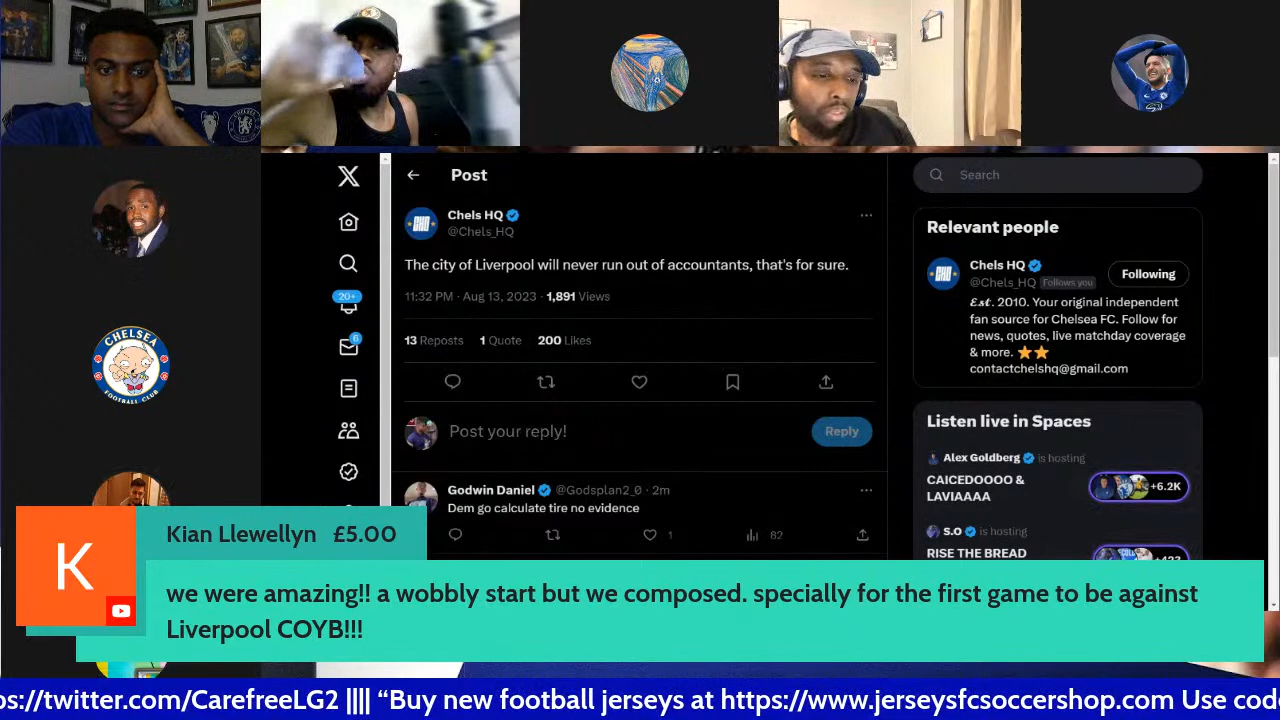 CHELSEA
FOOTBALL CLUB
Post
Chels HQ
@Chels_HQ
The city of Liverpool will never run out of accountants, that's for sure.
11:32 PM · Aug 13, 2023 · 1,891 Views
13 Reposts 1 Quote 200 Likes
Post your reply!
Reply
Godwin Daniel @Godsplan2_0 · 2m
Dem go calculate tire no evidence
1 82
20+
6
Search
Relevant people
Chels HQ
@Chels_HQ Follows you
Following
Est. 2010. Your original independent
fan source for Chelsea FC. Follow for
news, quotes, live matchday coverage
& more. ⭐⭐
contactchelshq@gmail.com
Listen live in Spaces
Alex Goldberg is hosting
CAICEDOOOO &
LAVIAAAA
+6.2K
S.O is hosting
RISE THE BREAD
K
Kian Llewellyn £5.00
we were amazing!! a wobbly start but we composed. specially for the first game to be against
Liverpool COYB!!!
ps://twitter.com/CarefreeLG2 |||| “Buy new football jerseys at https://www.jerseysfcsoccershop.com Use cod